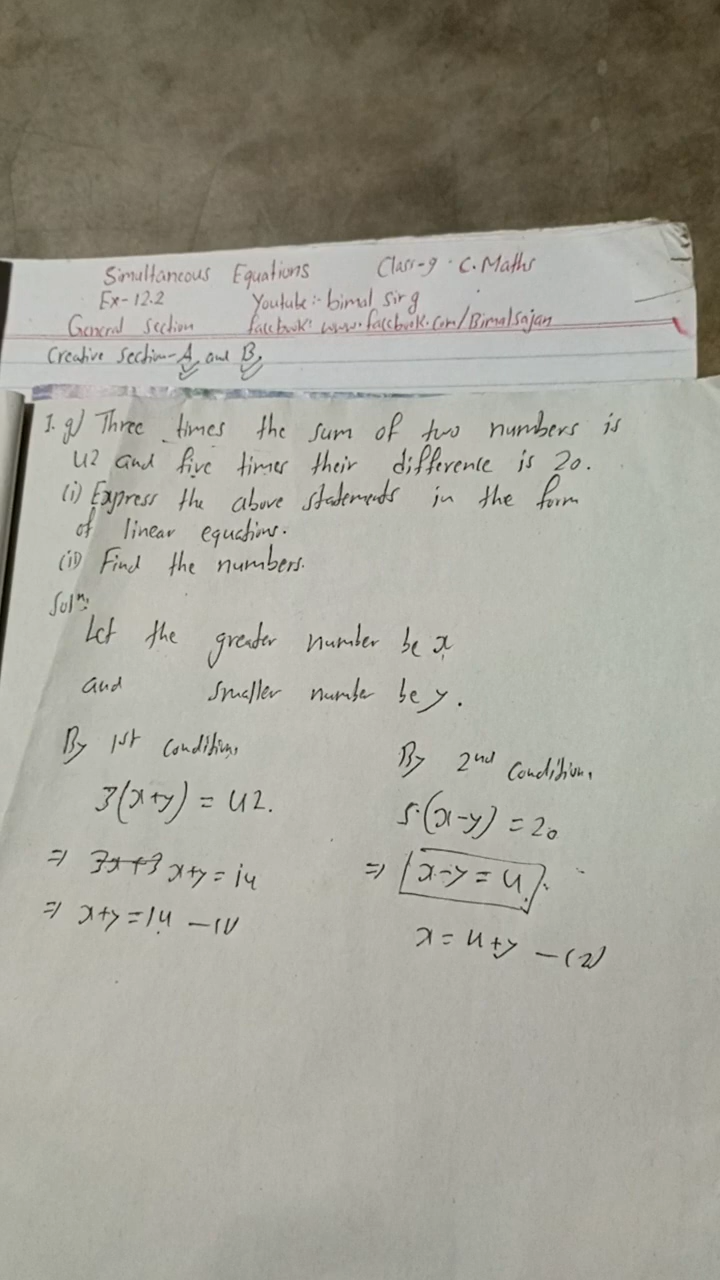 Simultaneous Equations Class-9. C. Maths
Ex-12.2 Youtube:- bimal sir g
General section facebook: www.facebook.com/Bimalsajan
Creative section-A and B
1. g) Three times the sum of two numbers is
42 and five times their difference is 20.
(i) Express the above statements in the form
of linear equations.
(ii) Find the numbers.
Solⁿ:
Let the greater number be x
and smaller number be y.
By 1st condition,
3(x+y) = 42.
⇒ 3x+3 x+y = 14
⇒ x+y = 14 —(1)
By 2nd condition,
5.(x-y) = 20
⇒ x-y = 4.
x = 4+y —(2)